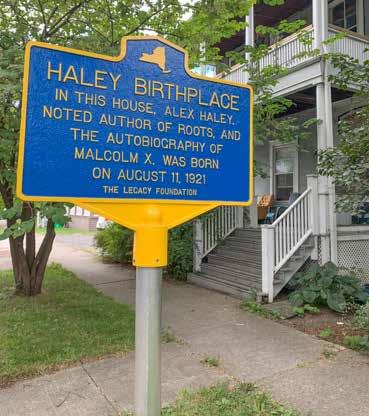 HALEY BIRTHPLACE
IN THIS HOUSE, ALEX HALEY,
NOTED AUTHOR OF ROOTS, AND
THE AUTOBIOGRAPHY OF
MALCOLM X, WAS BORN
ON AUGUST 11, 1921
THE LEGACY FOUNDATION